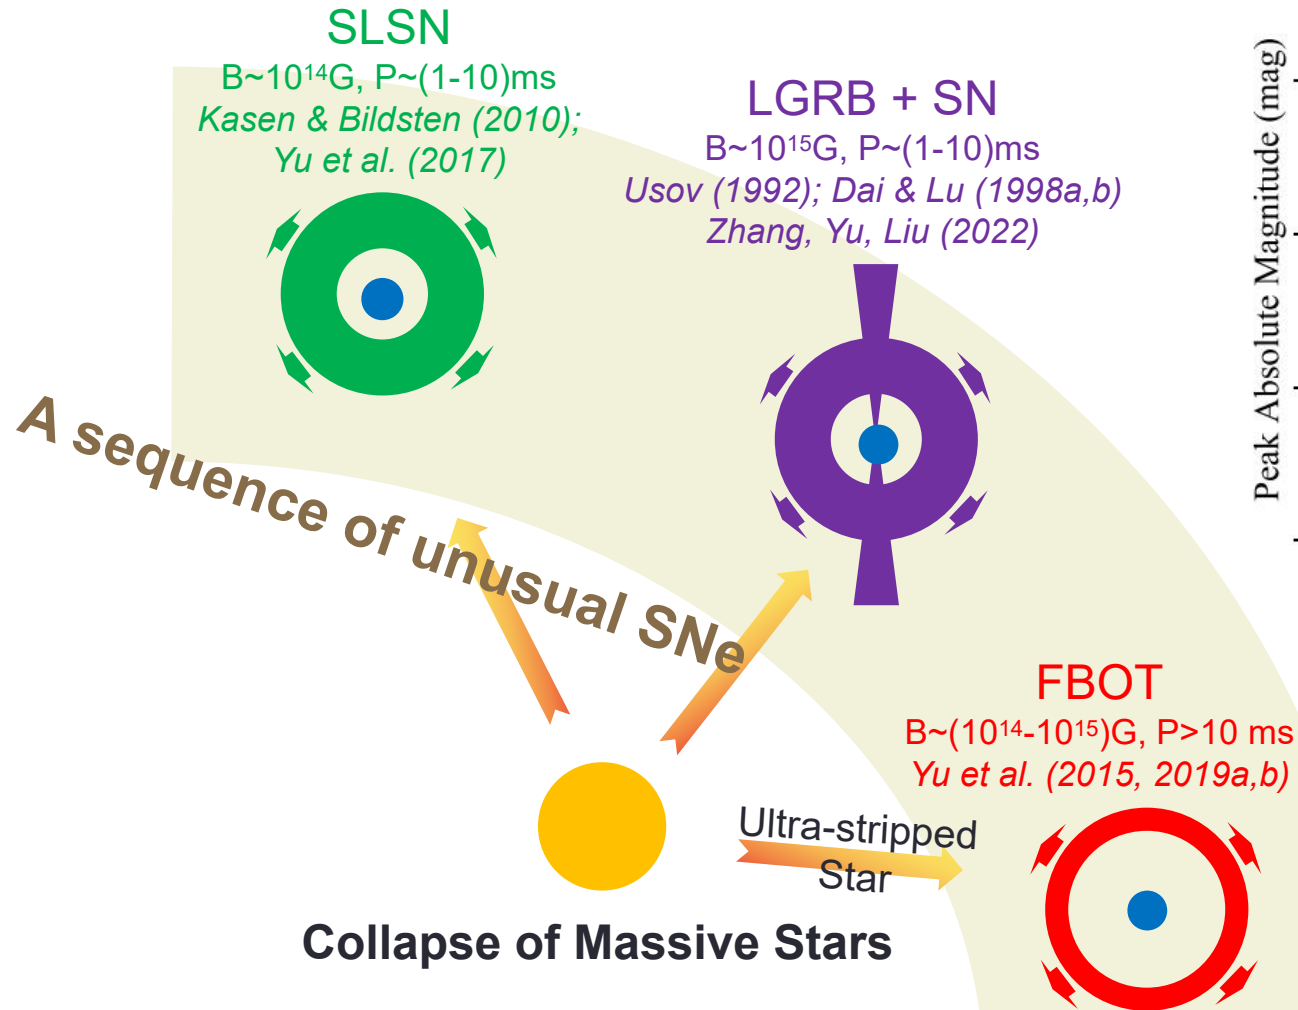 SLSN
B~10¹⁴G, P~(1-10)ms
Kasen & Bildsten (2010);
Yu et al. (2017)
LGRB + SN
B~10¹⁵G, P~(1-10)ms
Usov (1992); Dai & Lu (1998a,b)
Zhang, Yu, Liu (2022)
Peak Absolute Magnitude (mag)
A sequence of unusual SNe
FBOT
B~(10¹⁴-10¹⁵)G, P>10 ms
Yu et al. (2015, 2019a,b)
Ultra-stripped
Star
Collapse of Massive Stars